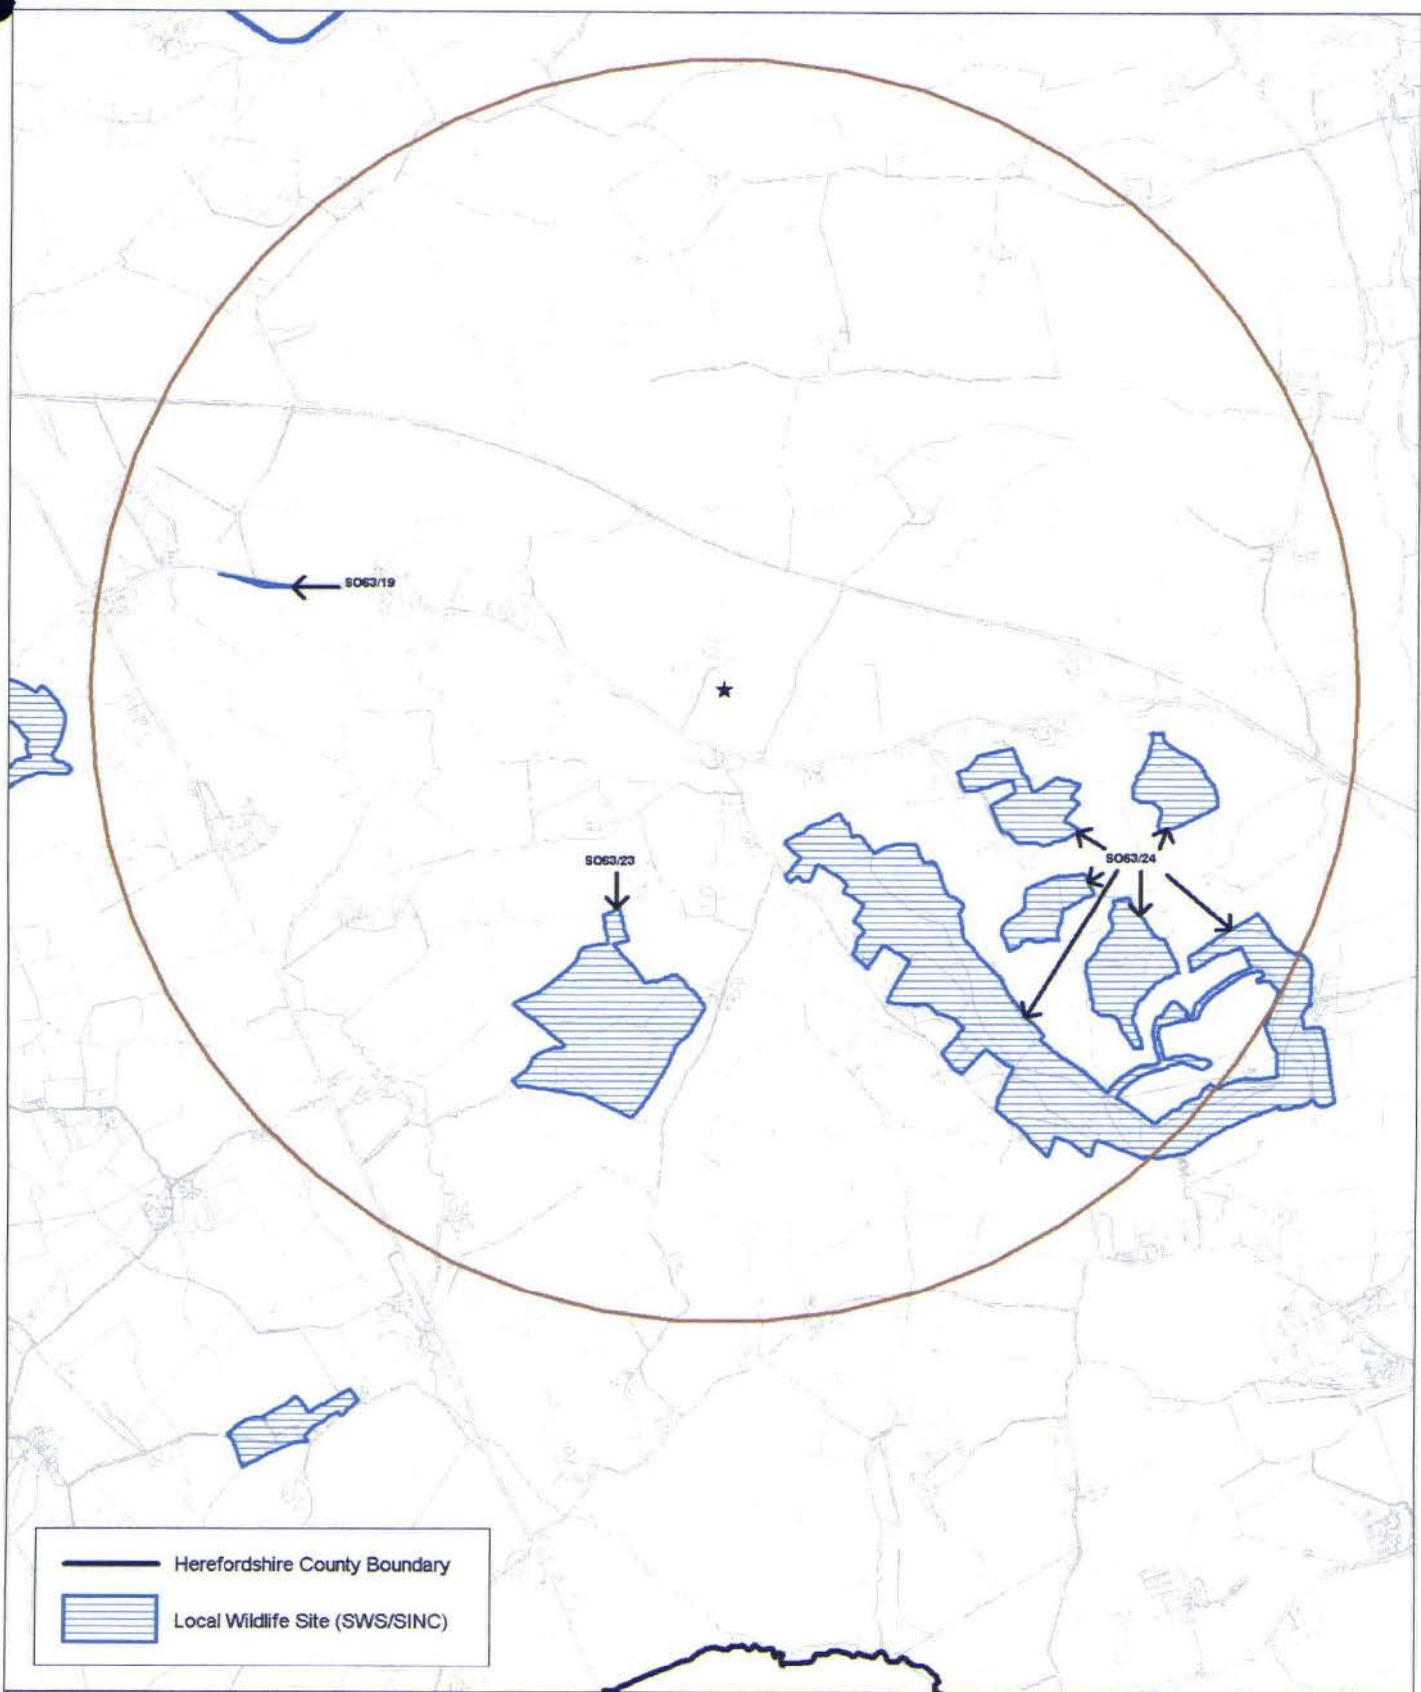 SO63/19
SO63/23
SO63/24
Herefordshire County Boundary
Local Wildlife Site (SWS/SINC)